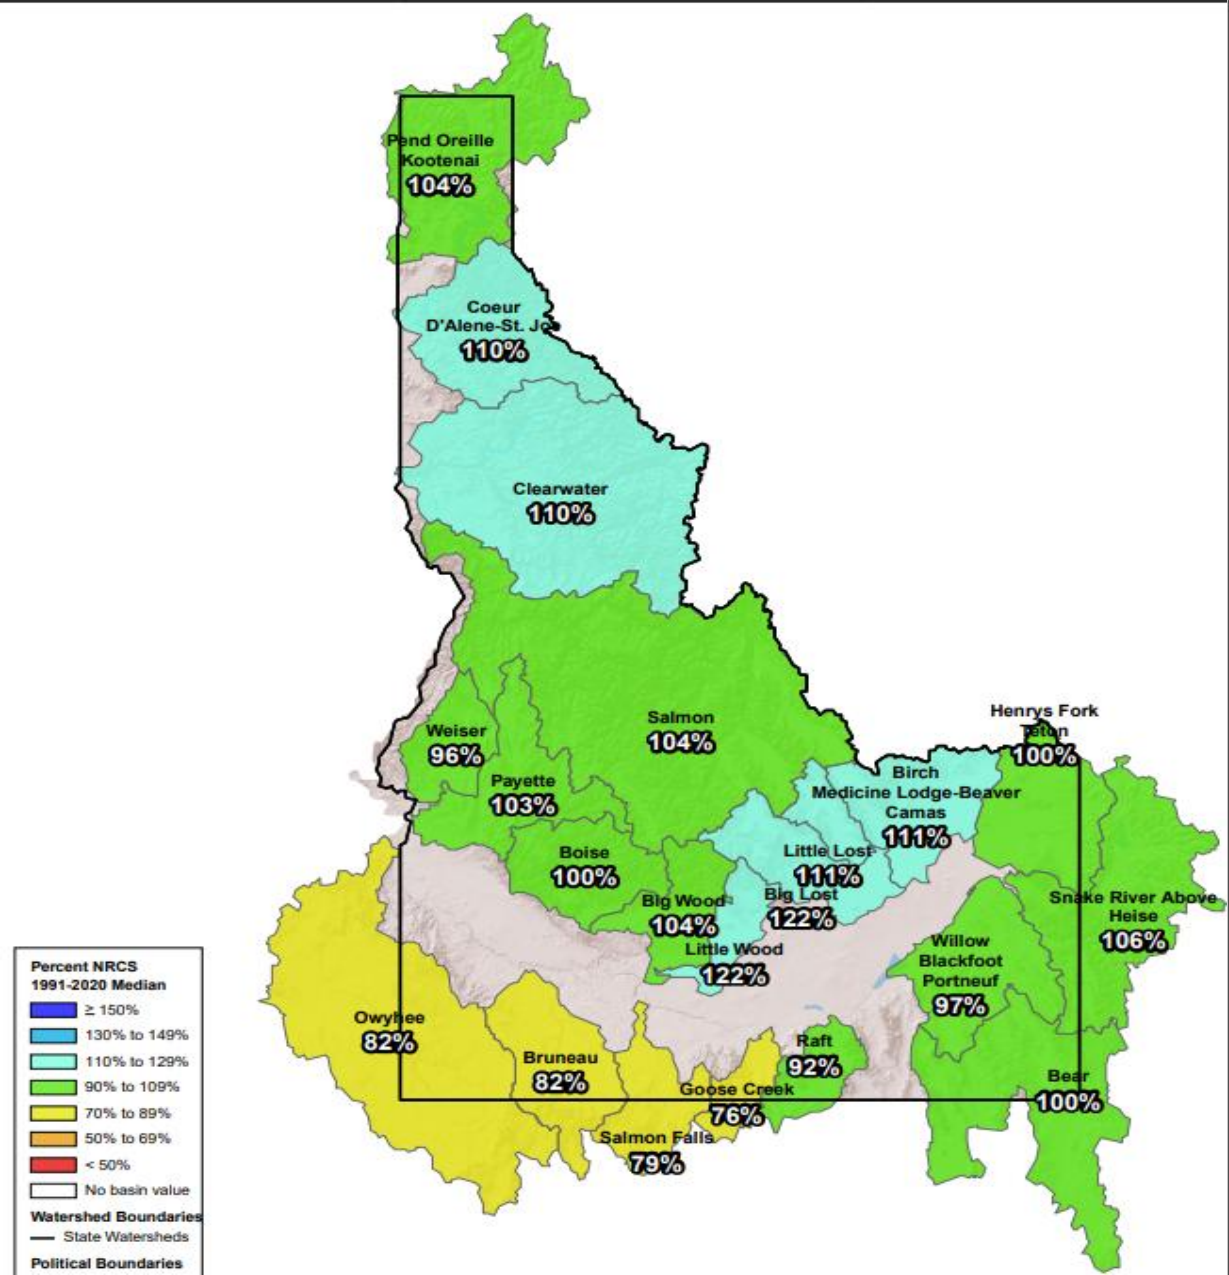 Pend Oreille
Kootenai
104%
Coeur
D'Alene-St. Joe
110%
Clearwater
110%
Salmon
104%
Weiser
96%
Payette
103%
Boise
100%
Big Wood
104%
Little Wood
122%
Big Lost
122%
Little Lost
111%
Birch
Medicine Lodge-Beaver
Camas
111%
Henrys Fork
Teton
100%
Snake River Above
Heise
106%
Willow
Blackfoot
Portneuf
97%
Bear
100%
Raft
92%
Goose Creek
76%
Salmon Falls
79%
Bruneau
82%
Owyhee
82%
Percent NRCS
1991-2020 Median
≥ 150%
130% to 149%
110% to 129%
90% to 109%
70% to 89%
50% to 69%
< 50%
No basin value
Watershed Boundaries
State Watersheds
Political Boundaries